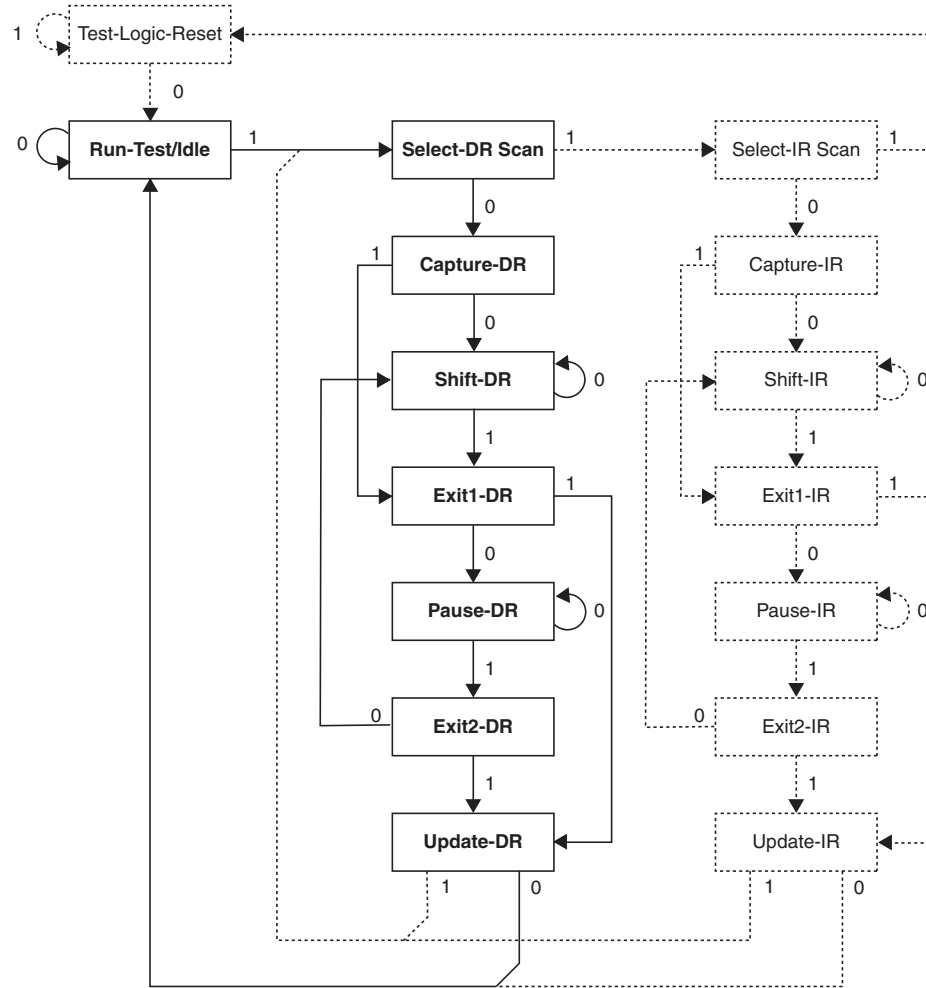 1
Test-Logic-Reset
0
0
Run-Test/Idle
1
Select-DR Scan
1
Select-IR Scan
1
0
0
1
Capture-DR
1
Capture-IR
0
0
Shift-DR
0
Shift-IR
0
1
1
Exit1-DR
1
Exit1-IR
1
0
0
Pause-DR
0
Pause-IR
0
1
1
0
Exit2-DR
0
Exit2-IR
1
1
Update-DR
Update-IR
1
0
1
0